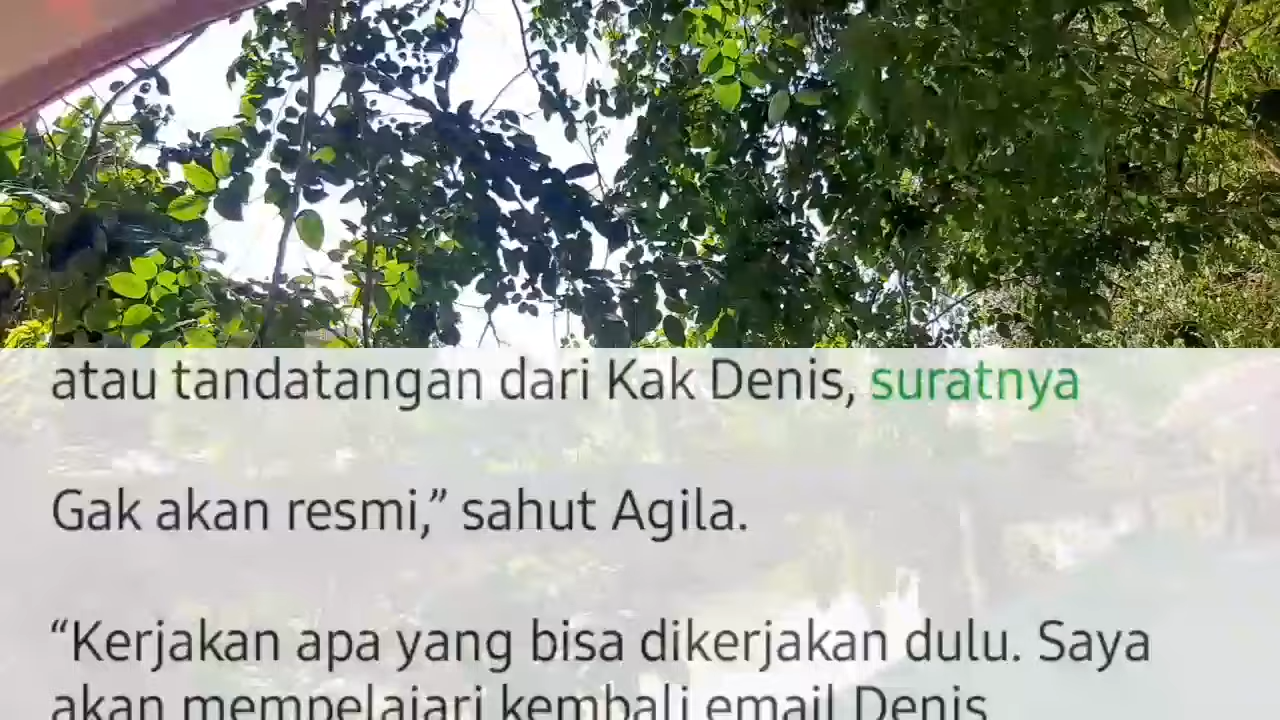 atau tandatangan dari Kak Denis, suratnya
Gak akan resmi,” sahut Agila.
“Kerjakan apa yang bisa dikerjakan dulu. Saya
akan mempelajari kembali email Denis